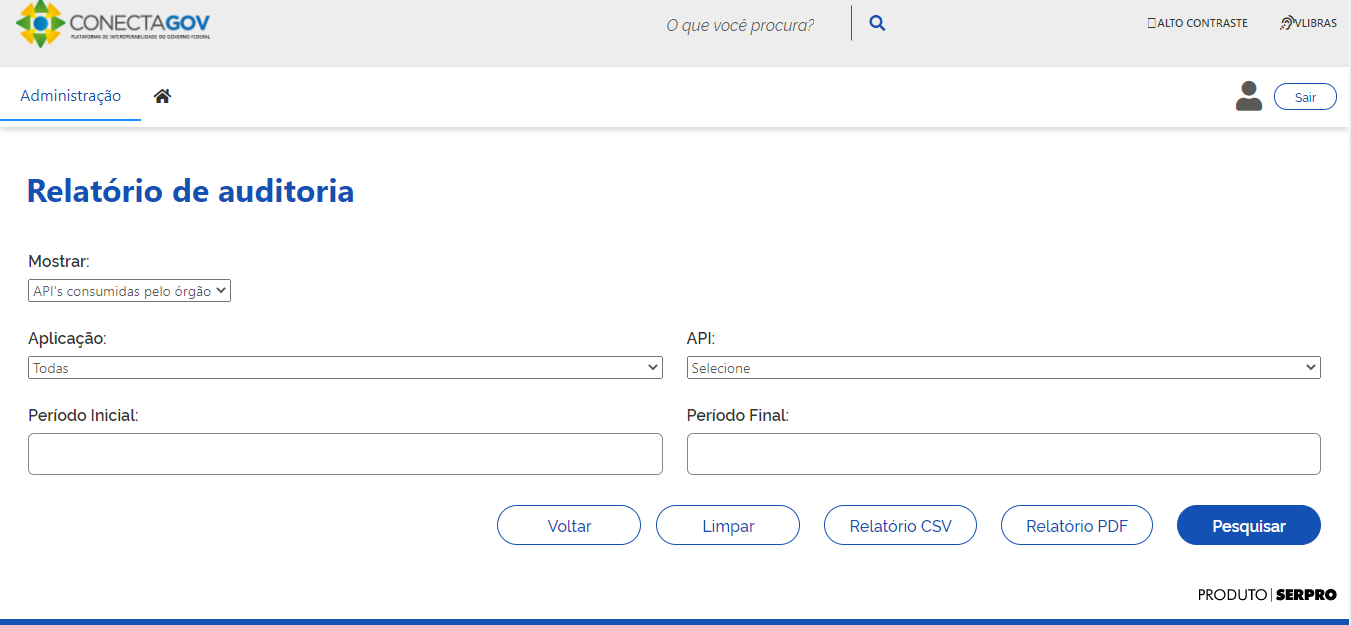 CONECTAGOV
PLATAFORMA DE INTEROPERABILIDADE DO GOVERNO FEDERAL
O que você procura?
ALTO CONTRASTE
VLIBRAS
Administração
Sair
Relatório de auditoria
Mostrar:
API's consumidas pelo órgão
Aplicação:
API:
Todas
Selecione
Período Inicial:
Período Final:
Voltar
Limpar
Relatório CSV
Relatório PDF
Pesquisar
PRODUTO | SERPRO